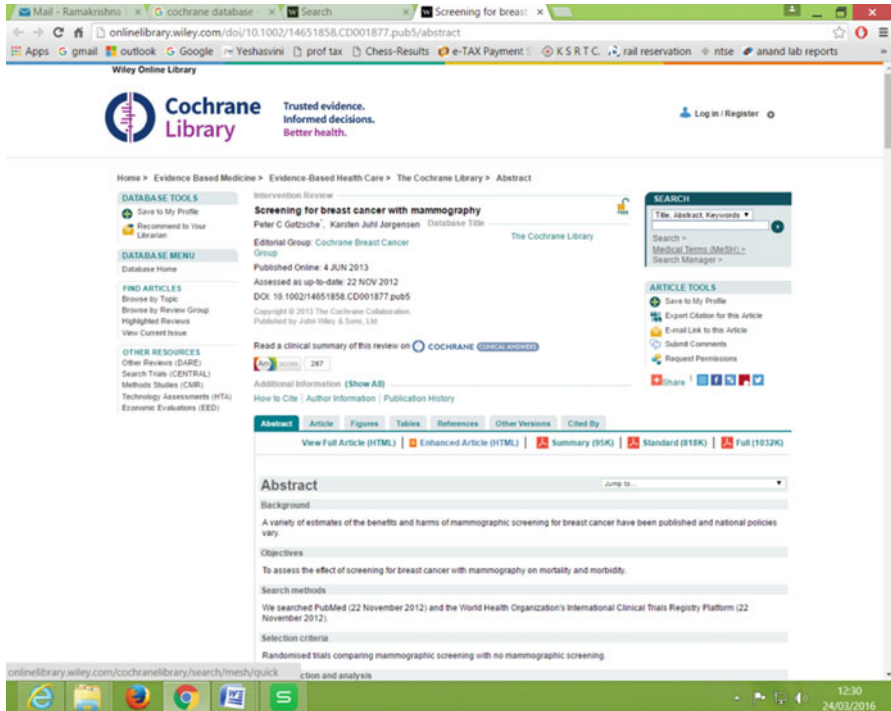 Mail - Ramakrishna
cochrane database
Search
Screening for breast
onlinelibrary.wiley.com/doi/10.1002/14651858.CD001877.pub5/abstract
Apps gmail outlook Google Yeshasvini prof tax Chess-Results e-TAX Payment S K S R T C. rail reservation ntse anand lab reports »
Wiley Online Library
Cochrane Library
Trusted evidence.
Informed decisions.
Better health.
Log in / Register
Home > Evidence Based Medicine > Evidence-Based Health Care > The Cochrane Library > Abstract
DATABASE TOOLS
Save to My Profile
Recommend to Your
Librarian
DATABASE MENU
Database Home
FIND ARTICLES
Browse by Topic
Browse by Review Group
Highlighted Reviews
View Current Issue
OTHER RESOURCES
Other Reviews (DARE)
Search Trials (CENTRAL)
Methods Studies (CMR)
Technology Assessments (HTA)
Economic Evaluations (EED)
Intervention Review
FREE
Screening for breast cancer with mammography
Peter C Gøtzsche*, Karsten Juhl Jørgensen Database Title
The Cochrane Library
Editorial Group: Cochrane Breast Cancer
Group
Published Online: 4 JUN 2013
Assessed as up-to-date: 22 NOV 2012
DOI: 10.1002/14651858.CD001877.pub5
Copyright © 2013 The Cochrane Collaboration.
Published by John Wiley & Sons, Ltd.
Read a clinical summary of this review on COCHRANE CLINICAL ANSWERS
Am score 287
Additional Information (Show All)
How to Cite | Author Information | Publication History
Abstract Article Figures Tables References Other Versions Cited By
View Full Article (HTML) | Enhanced Article (HTML) | Summary (95K) | Standard (818K) | Full (1032K)
SEARCH
Title, Abstract, Keywords
Search >
Medical Terms (MeSH) >
Search Manager >
ARTICLE TOOLS
Save to My Profile
Export Citation for this Article
E-mail Link to this Article
Submit Comments
Request Permissions
Share
Abstract
Jump to...
Background
A variety of estimates of the benefits and harms of mammographic screening for breast cancer have been published and national policies
vary.
Objectives
To assess the effect of screening for breast cancer with mammography on mortality and morbidity.
Search methods
We searched PubMed (22 November 2012) and the World Health Organization's International Clinical Trials Registry Platform (22
November 2012).
Selection criteria
Randomised trials comparing mammographic screening with no mammographic screening.
ction and analysis
onlinelibrary.wiley.com/cochranelibrary/search/mesh/quick
12:30
24/03/2016